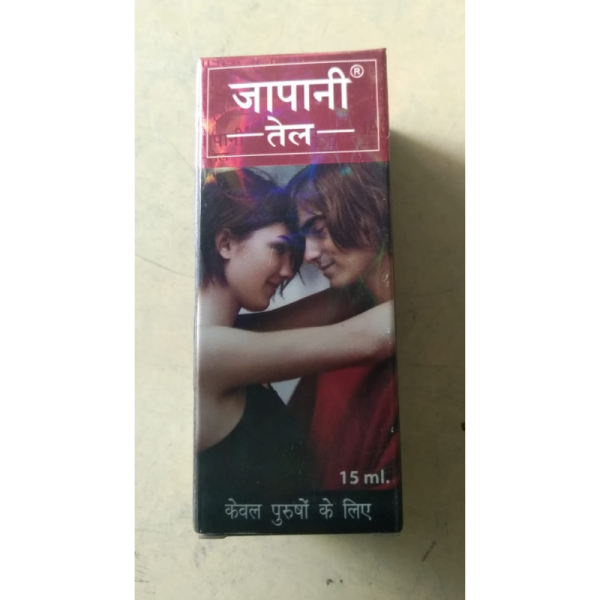 जापानी®
तेल
15 ml.
केवल पुरुषों के लिए